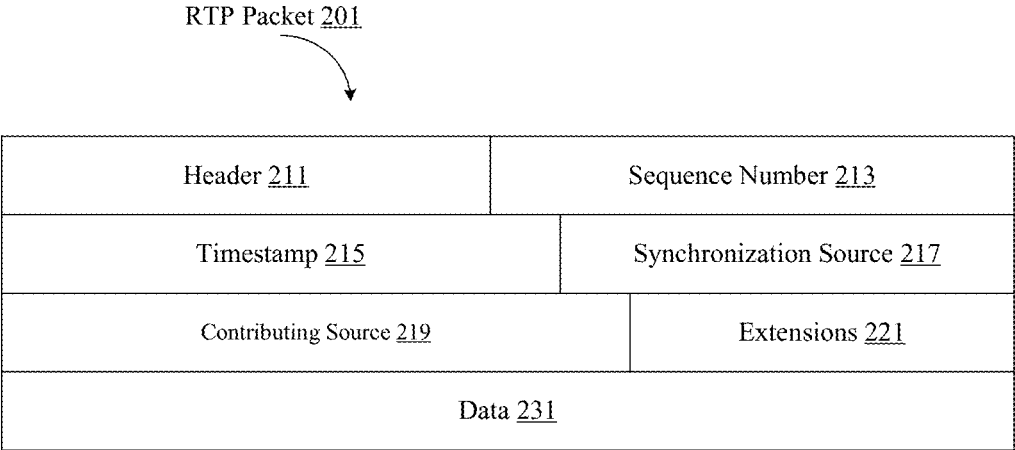 RTP Packet 201
Header 211
Sequence Number 213
Timestamp 215
Synchronization Source 217
Contributing Source 219
Extensions 221
Data 231